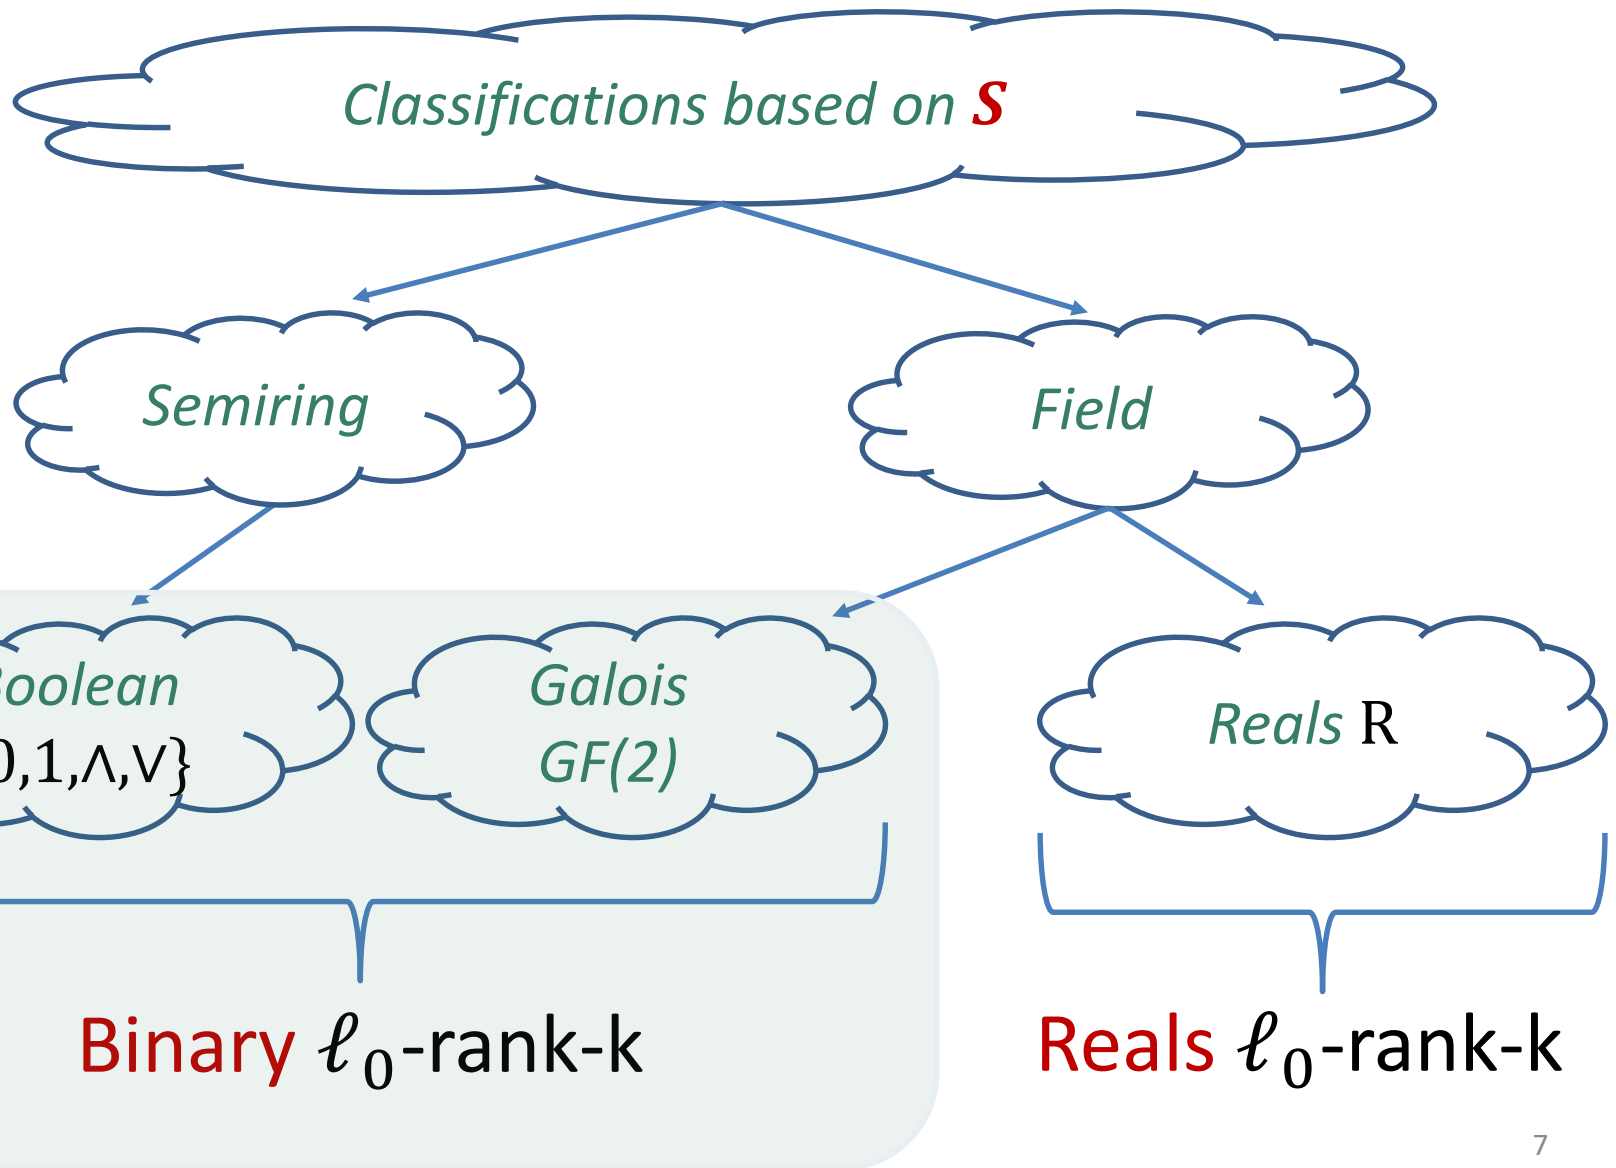 Classifications based on S
Semiring
Field
oolean
Galois
0,1,∧,∨}
GF(2)
Reals R
Binary ℓ₀-rank-k
Reals ℓ₀-rank-k
7